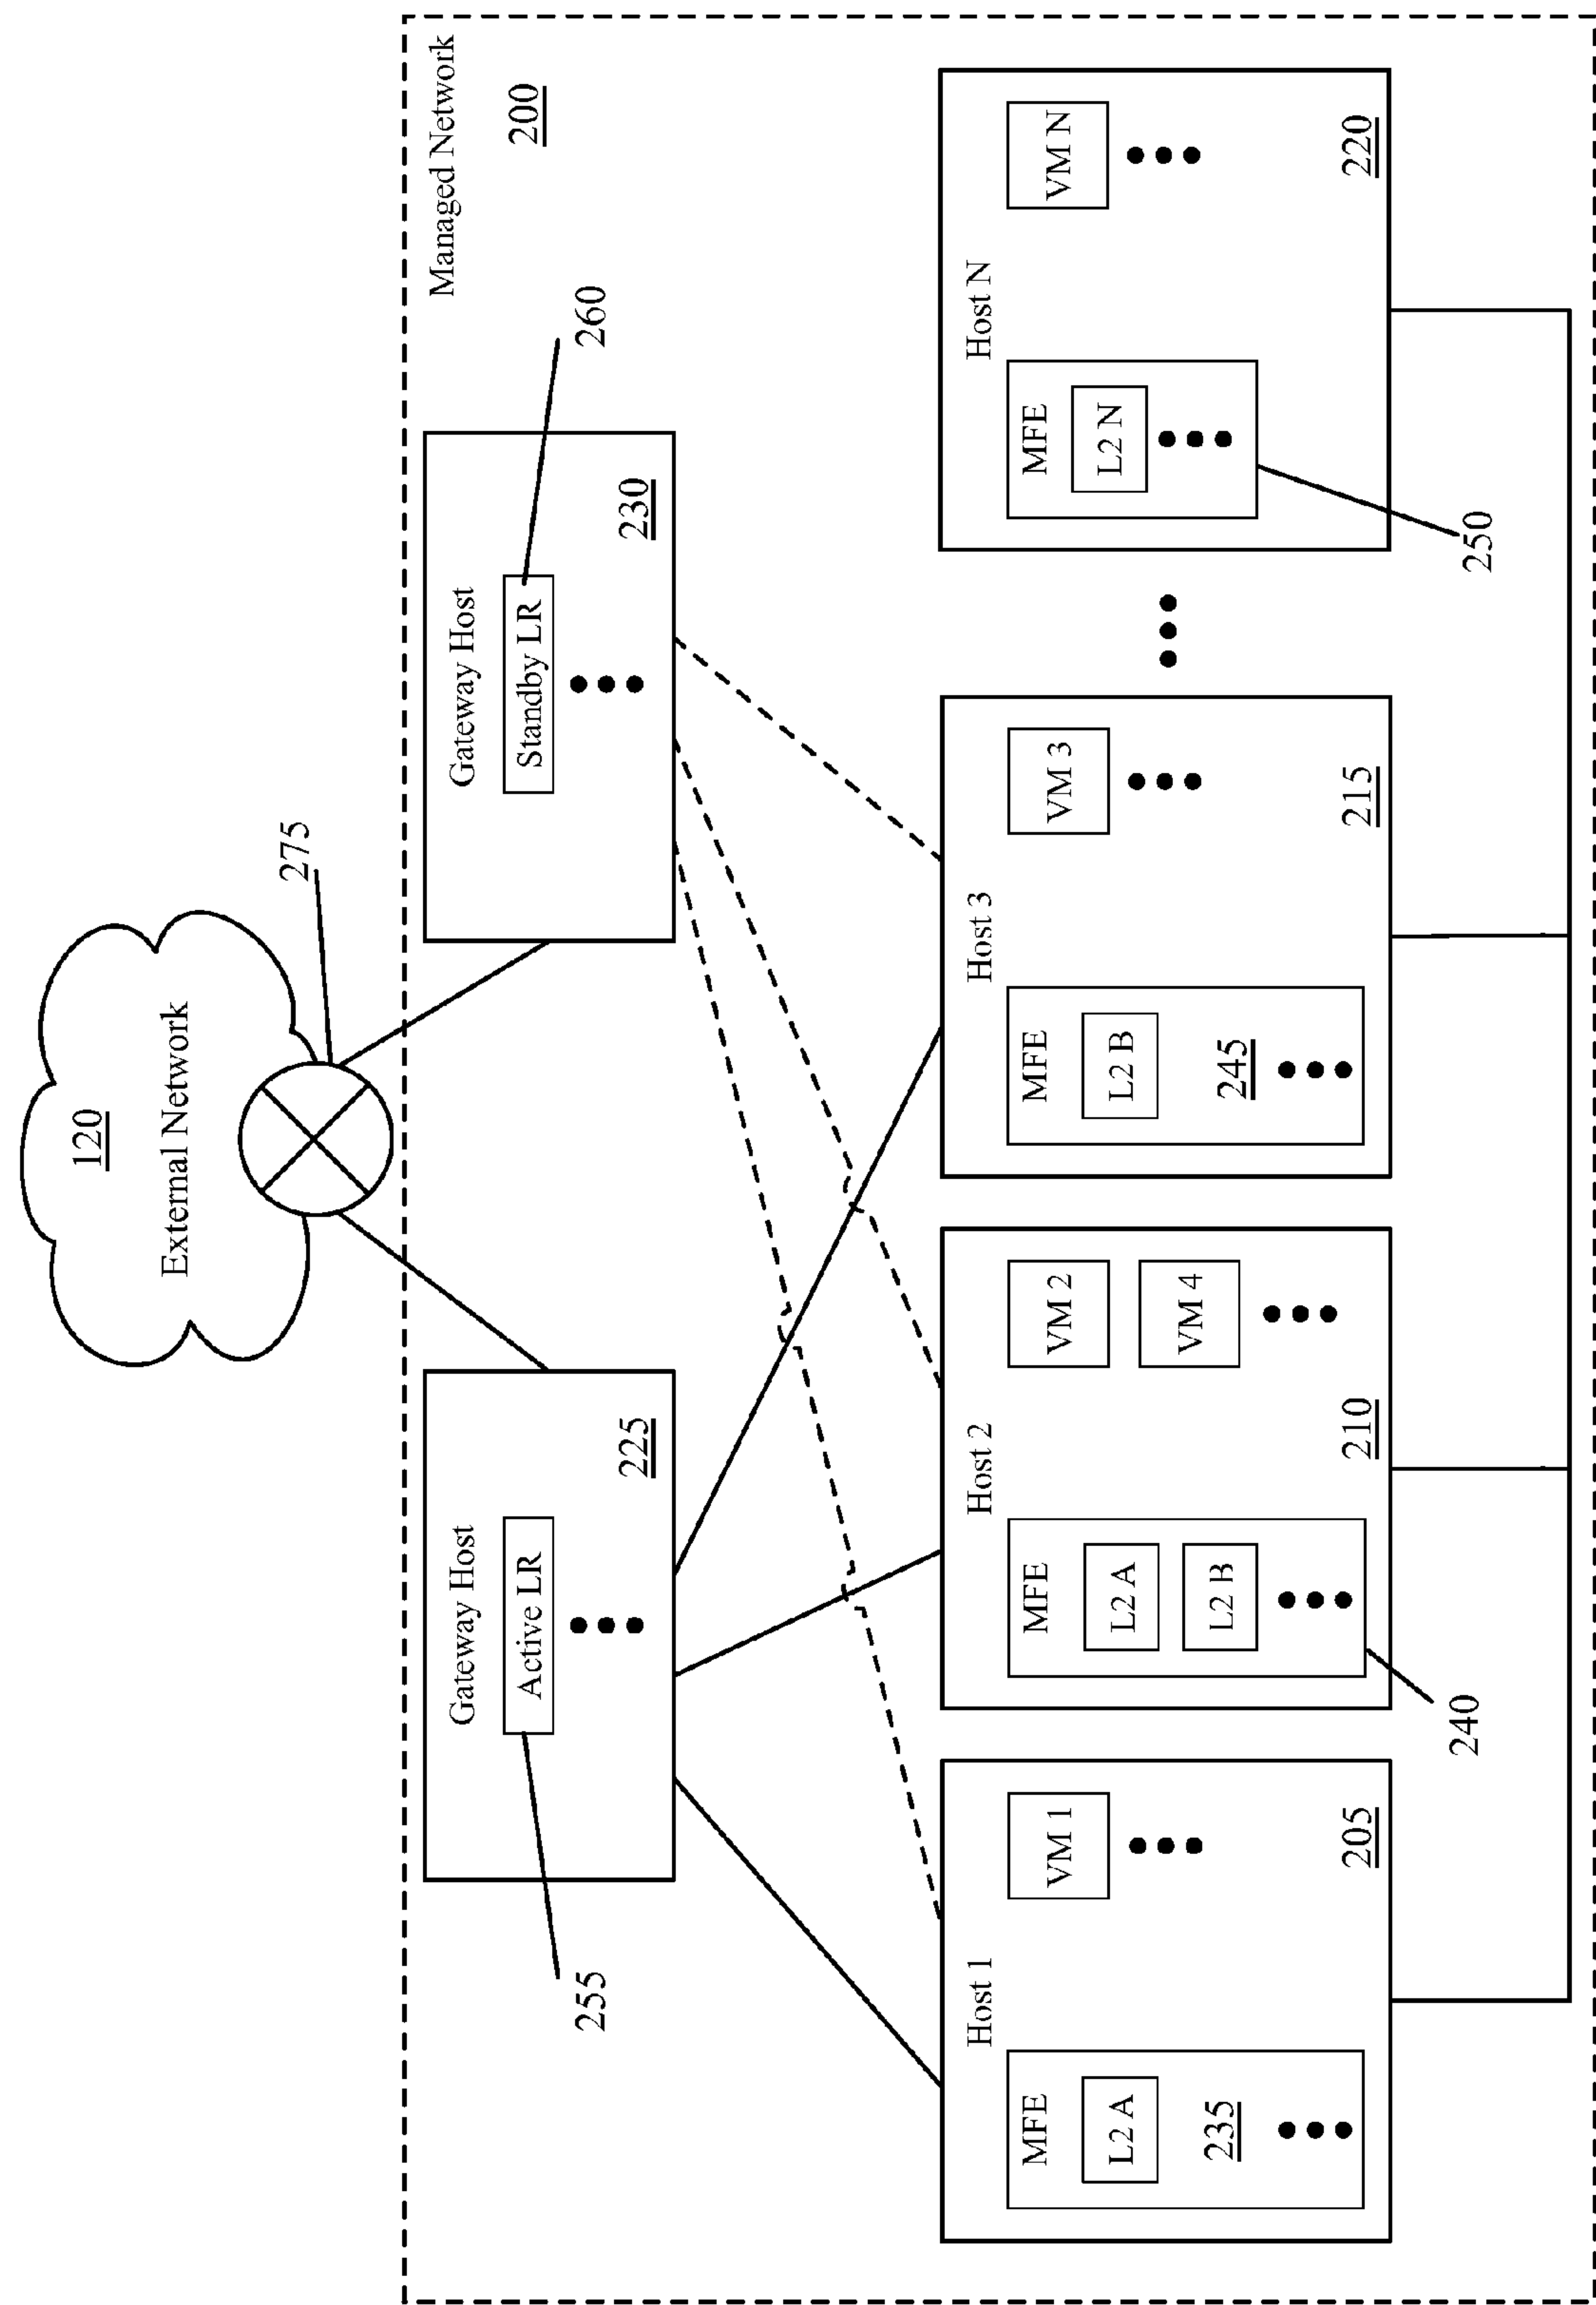 120
External Network
275
Managed Network
200
Gateway Host
Active LR
225
255
Gateway Host
Standby LR
230
260
Host 1
MFE
L2 A
235
VM 1
205
Host 2
MFE
L2 A
L2 B
240
VM 2
VM 4
210
Host 3
MFE
L2 B
245
VM 3
215
Host N
MFE
L2 N
250
VM N
220